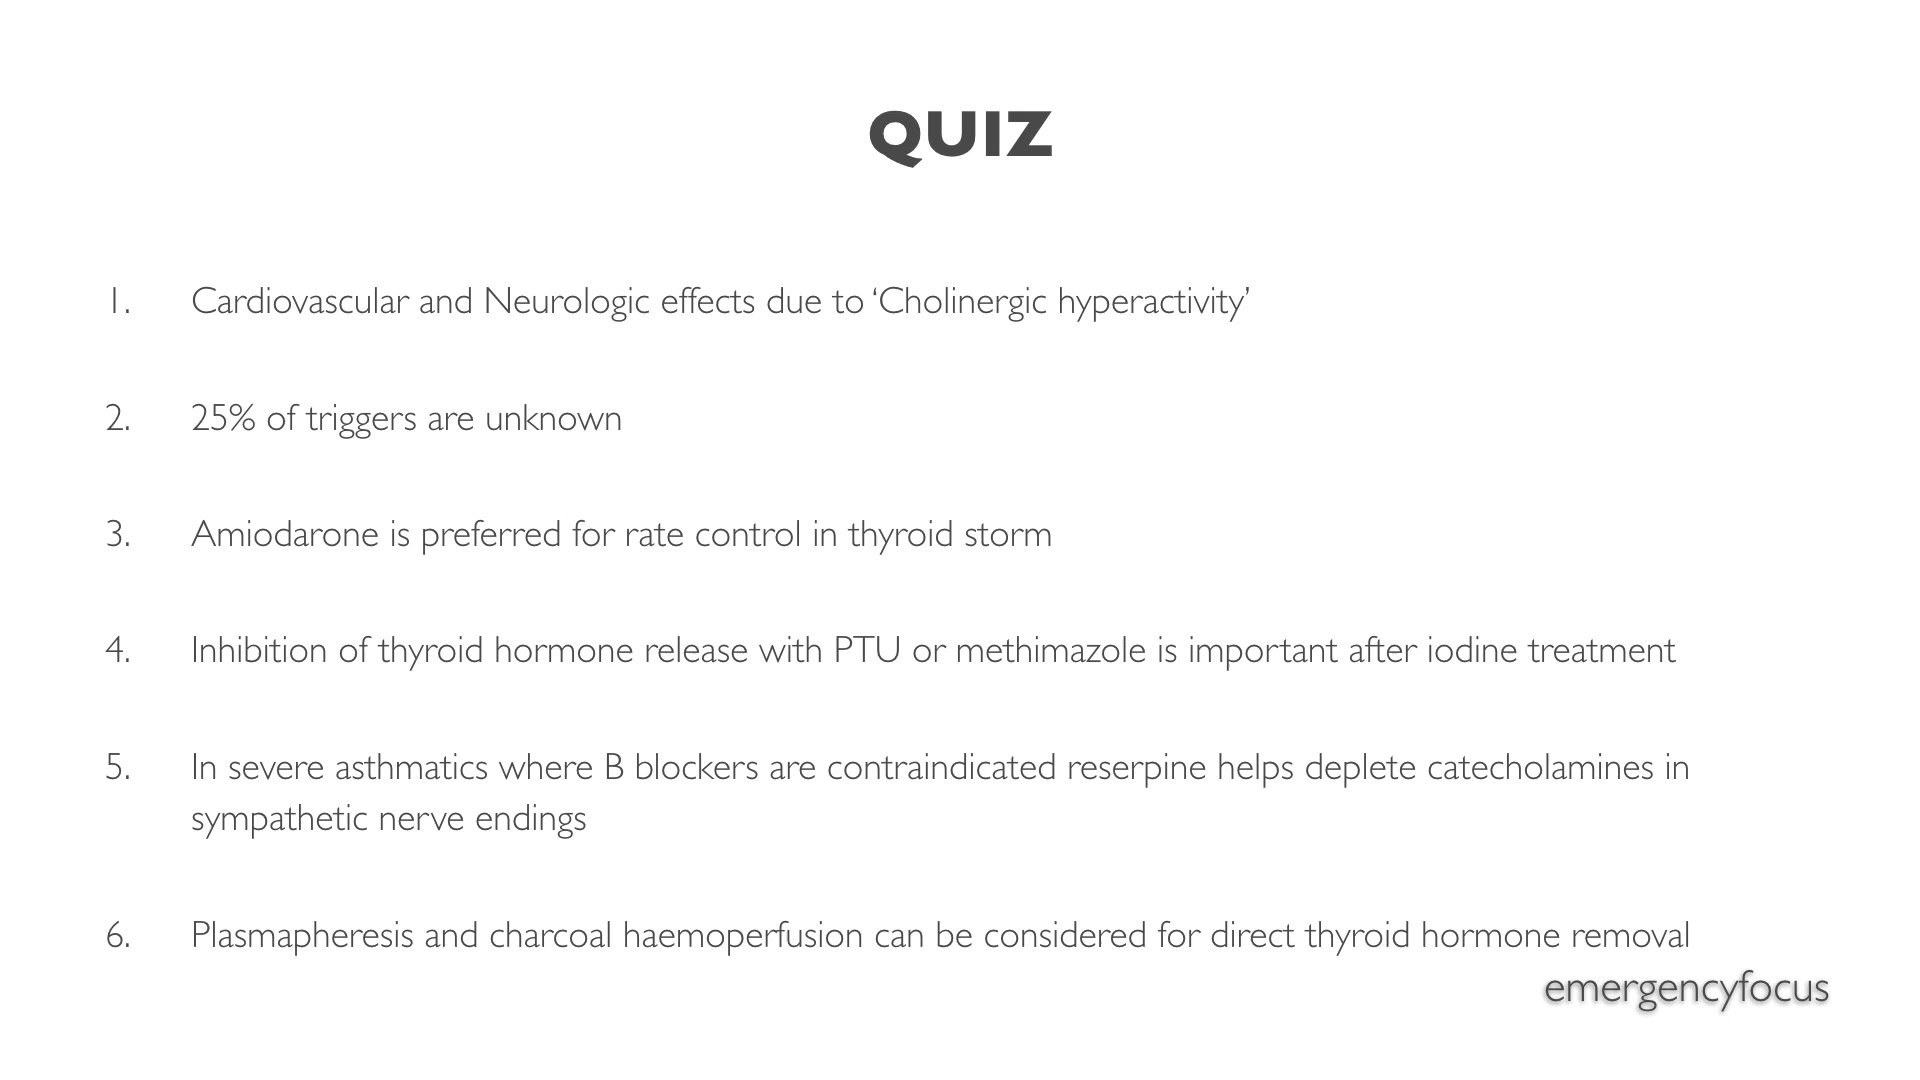 QUIZ
1. Cardiovascular and Neurologic effects due to ‘Cholinergic hyperactivity’
2. 25% of triggers are unknown
3. Amiodarone is preferred for rate control in thyroid storm
4. Inhibition of thyroid hormone release with PTU or methimazole is important after iodine treatment
5. In severe asthmatics where B blockers are contraindicated reserpine helps deplete catecholamines in
sympathetic nerve endings
6. Plasmapheresis and charcoal haemoperfusion can be considered for direct thyroid hormone removal
emergencyfocus